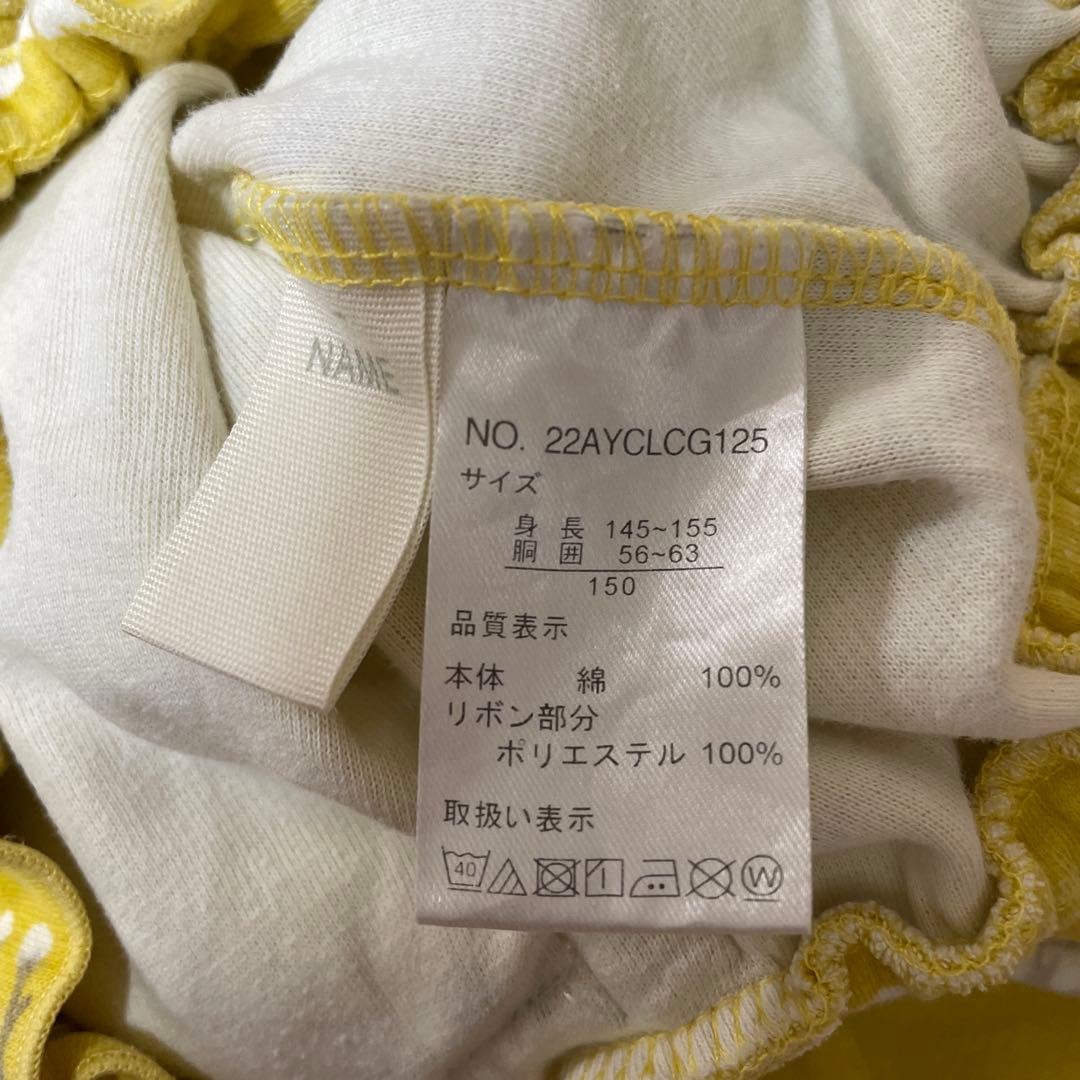 NAME
NO. 22AYCLCG125
サイズ
身 長 145~155
胴 囲 56~63
150
品質表示
本体 綿 100%
リボン部分
ポリエステル 100%
取扱い表示
40 W